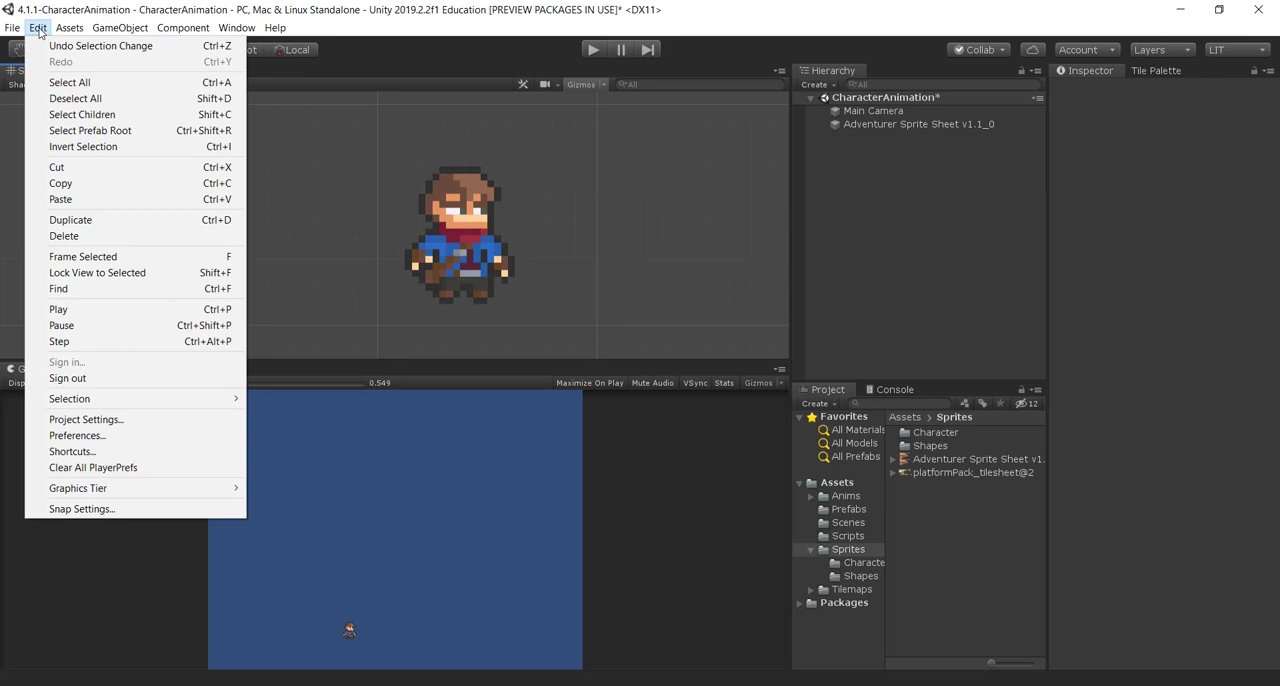 4.1.1-CharacterAnimation - CharacterAnimation - PC, Mac & Linux Standalone - Unity 2019.2.2f1 Education [PREVIEW PACKAGES IN USE]* <DX11>
File Edit Assets GameObject Component Window Help
Local
Collab
Account
Layers
LIT
Undo Selection Change Ctrl+Z
Redo Ctrl+Y
Select All Ctrl+A
Deselect All Shift+D
Select Children Shift+C
Select Prefab Root Ctrl+Shift+R
Invert Selection Ctrl+I
Cut Ctrl+X
Copy Ctrl+C
Paste Ctrl+V
Duplicate Ctrl+D
Delete
Frame Selected F
Lock View to Selected Shift+F
Find Ctrl+F
Play Ctrl+P
Pause Ctrl+Shift+P
Step Ctrl+Alt+P
Sign in...
Sign out
Selection
Project Settings...
Preferences...
Shortcuts...
Clear All PlayerPrefs
Graphics Tier
Snap Settings...
Gizmos All
0.549 Maximize On Play Mute Audio VSync Stats Gizmos
Hierarchy
Create All
CharacterAnimation*
Main Camera
Adventurer Sprite Sheet v1.1_0
Inspector Tile Palette
Project Console
Create 12
Favorites
All Materials
All Models
All Prefabs
Assets
Anims
Prefabs
Scenes
Scripts
Sprites
Characte
Shapes
Tilemaps
Packages
Assets > Sprites
Character
Shapes
Adventurer Sprite Sheet v1.
platformPack_tilesheet@2